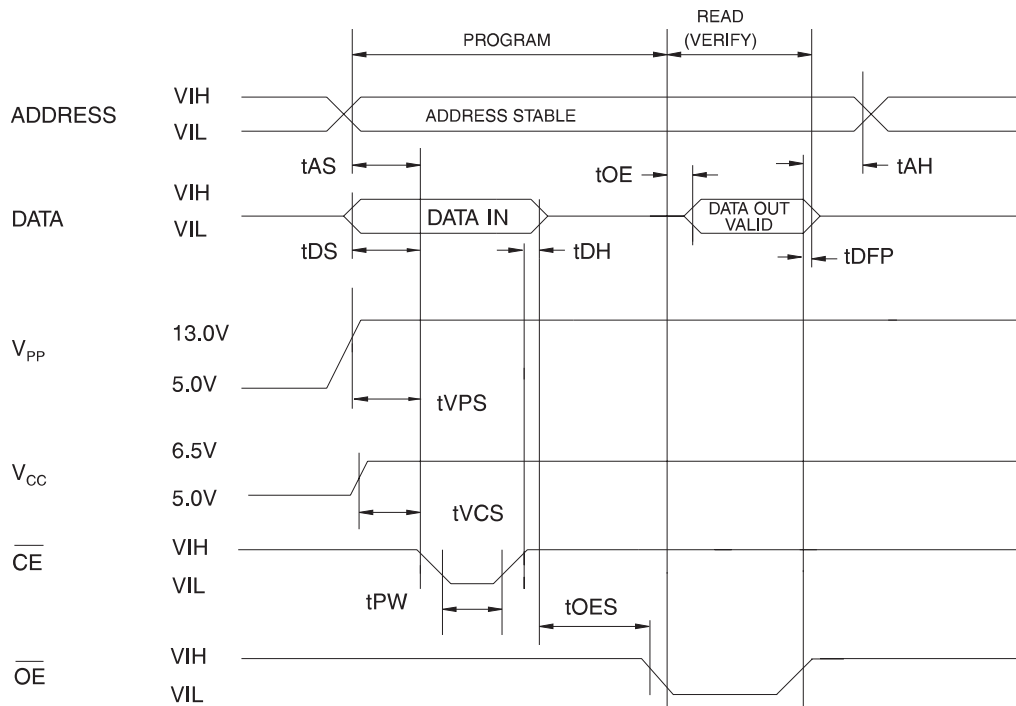 READ
PROGRAM (VERIFY)
ADDRESS VIH VIL ADDRESS STABLE
tAS tOE tAH
DATA VIH VIL DATA IN DATA OUT VALID
tDS tDH tDFP
VPP 13.0V 5.0V
tVPS
VCC 6.5V 5.0V
tVCS
CE VIH VIL
tPW tOES
OE VIH VIL